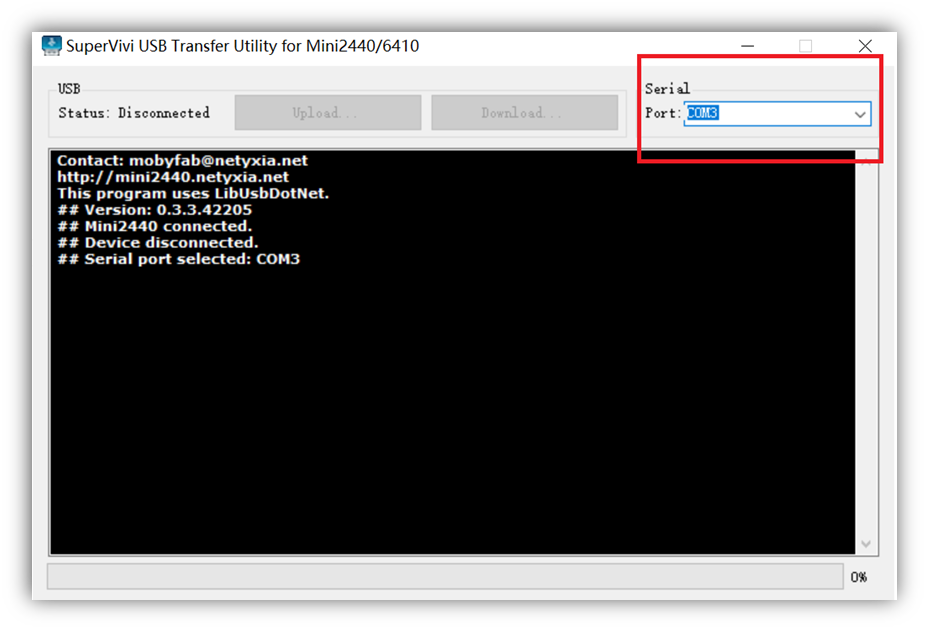 SuperVivi USB Transfer Utility for Mini2440/6410
USB
Status: Disconnected
Upload...
Download...
Serial
Port:
COM3
Contact: mobyfab@netyxia.net
http://mini2440.netyxia.net
This program uses LibUsbDotNet.
## Version: 0.3.3.42205
## Mini2440 connected.
## Device disconnected.
## Serial port selected: COM3
0%